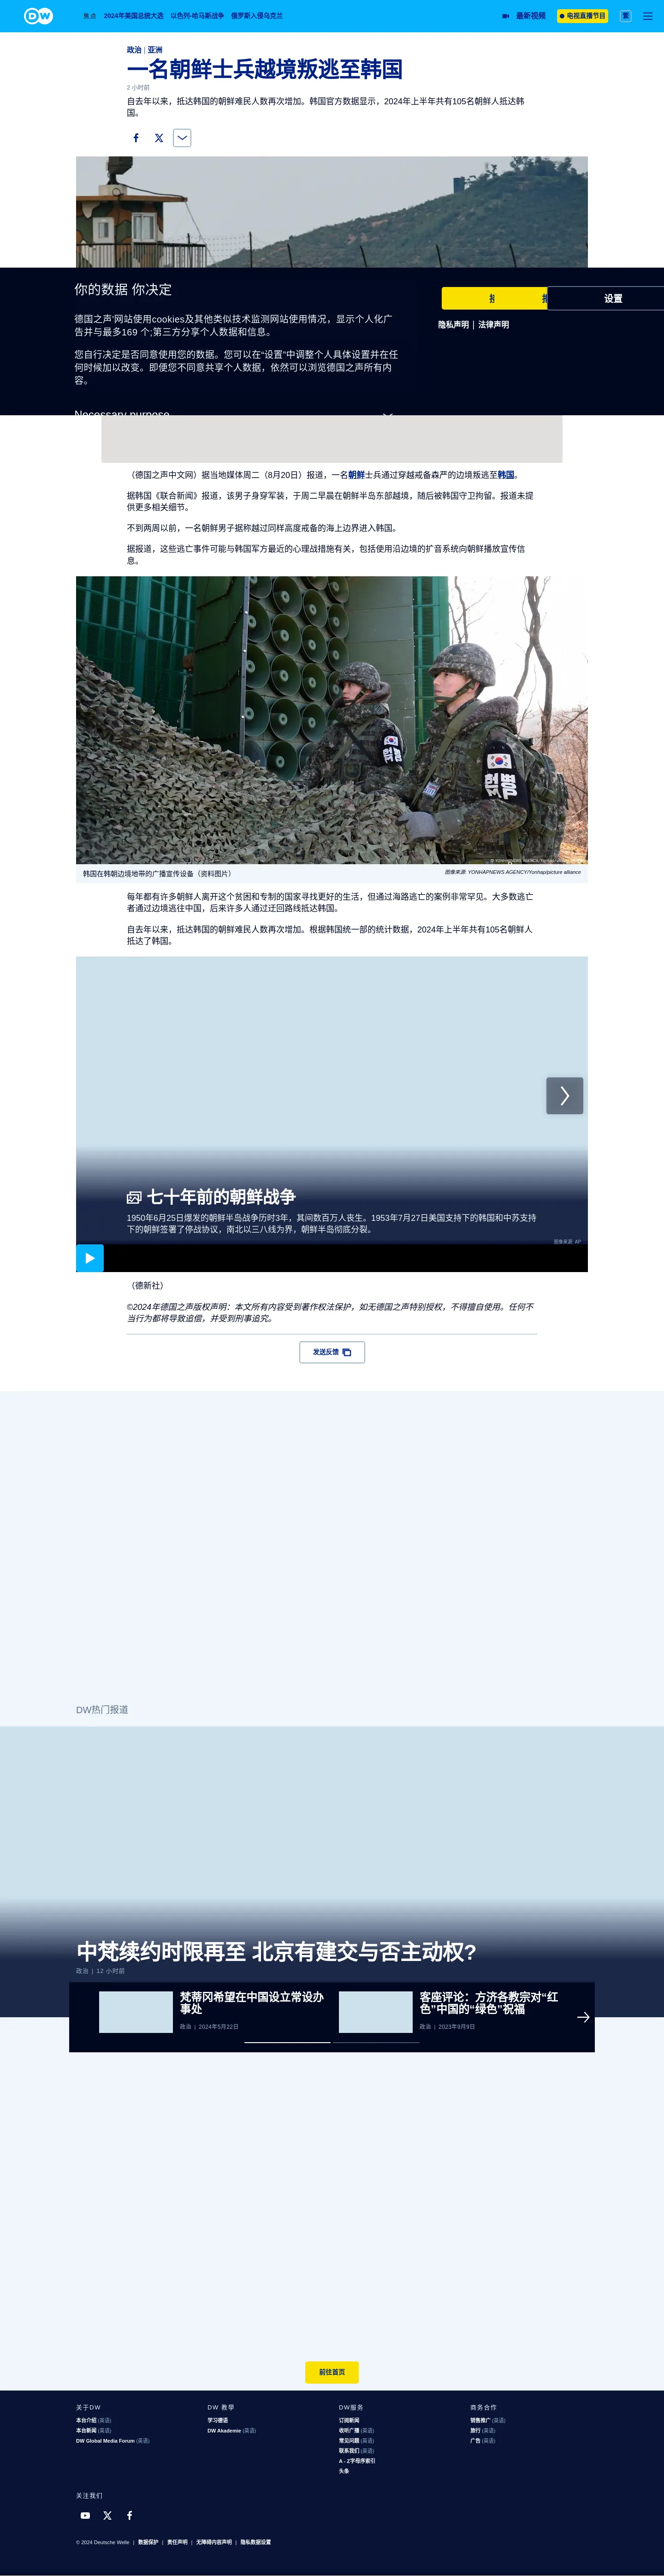 DW
焦点
2024年美国总统大选
以色列-哈马斯战争
俄罗斯入侵乌克兰
最新视频
电视直播节目
繁
政治 | 亚洲
一名朝鲜士兵越境叛逃至韩国
2 小时前
自去年以来，抵达韩国的朝鲜难民人数再次增加。韩国官方数据显示，2024年上半年共有105名朝鲜人抵达韩
国。
你的数据 你决定
德国之声'网站使用cookies及其他类似技术监测网站使用情况，显示个人化广
告并与最多169 个;第三方分享个人数据和信息。
您自行决定是否同意使用您的数据。您可以在"设置"中调整个人具体设置并在任
何时候加以改变。即便您不同意共享个人数据，依然可以浏览德国之声所有内
容。
Necessary purpose
设置
隐私声明 | 法律声明
（德国之声中文网）据当地媒体周二（8月20日）报道，一名朝鲜士兵通过穿越戒备森严的边境叛逃至韩国。
据韩国《联合新闻》报道，该男子身穿军装，于周二早晨在朝鲜半岛东部越境，随后被韩国守卫拘留。报道未提
供更多相关细节。
不到两周以前，一名朝鲜男子据称越过同样高度戒备的海上边界进入韩国。
据报道，这些逃亡事件可能与韩国军方最近的心理战措施有关，包括使用沿边境的扩音系统向朝鲜播放宣传信
息。
헌병
헌병
韩国在韩朝边境地带的广播宣传设备（资料图片）
图像来源: YONHAPNEWS AGENCY/Yonhap/picture alliance
每年都有许多朝鲜人离开这个贫困和专制的国家寻找更好的生活，但通过海路逃亡的案例非常罕见。大多数逃亡
者通过边境逃往中国，后来许多人通过迂回路线抵达韩国。
自去年以来，抵达韩国的朝鲜难民人数再次增加。根据韩国统一部的统计数据，2024年上半年共有105名朝鲜人
抵达了韩国。
七十年前的朝鲜战争
1950年6月25日爆发的朝鲜半岛战争历时3年，其间数百万人丧生。1953年7月27日美国支持下的韩国和中苏支持
下的朝鲜签署了停战协议，南北以三八线为界，朝鲜半岛彻底分裂。
图像来源: AP
（德新社）
©2024年德国之声版权声明：本文所有内容受到著作权法保护，如无德国之声特别授权，不得擅自使用。任何不
当行为都将导致追偿，并受到刑事追究。
发送反馈
DW热门报道
中梵续约时限再至 北京有建交与否主动权?
政治 | 12 小时前
梵蒂冈希望在中国设立常设办
事处
政治 | 2024年5月22日
客座评论：方济各教宗对“红
色”中国的“绿色”祝福
政治 | 2023年9月9日
前往首页
关于DW
本台介绍 (英语)
本台新闻 (英语)
DW Global Media Forum (英语)
DW 教學
学习德语
DW Akademie (英语)
DW服务
订阅新闻
收听广播 (英语)
常见问题 (英语)
联系我们 (英语)
A - Z字母序索引
头条
商务合作
销售推广 (英语)
旅行 (英语)
广告 (英语)
关注我们
© 2024 Deutsche Welle | 数据保护 | 责任声明 | 无障碍内容声明 | 隐私数据设置